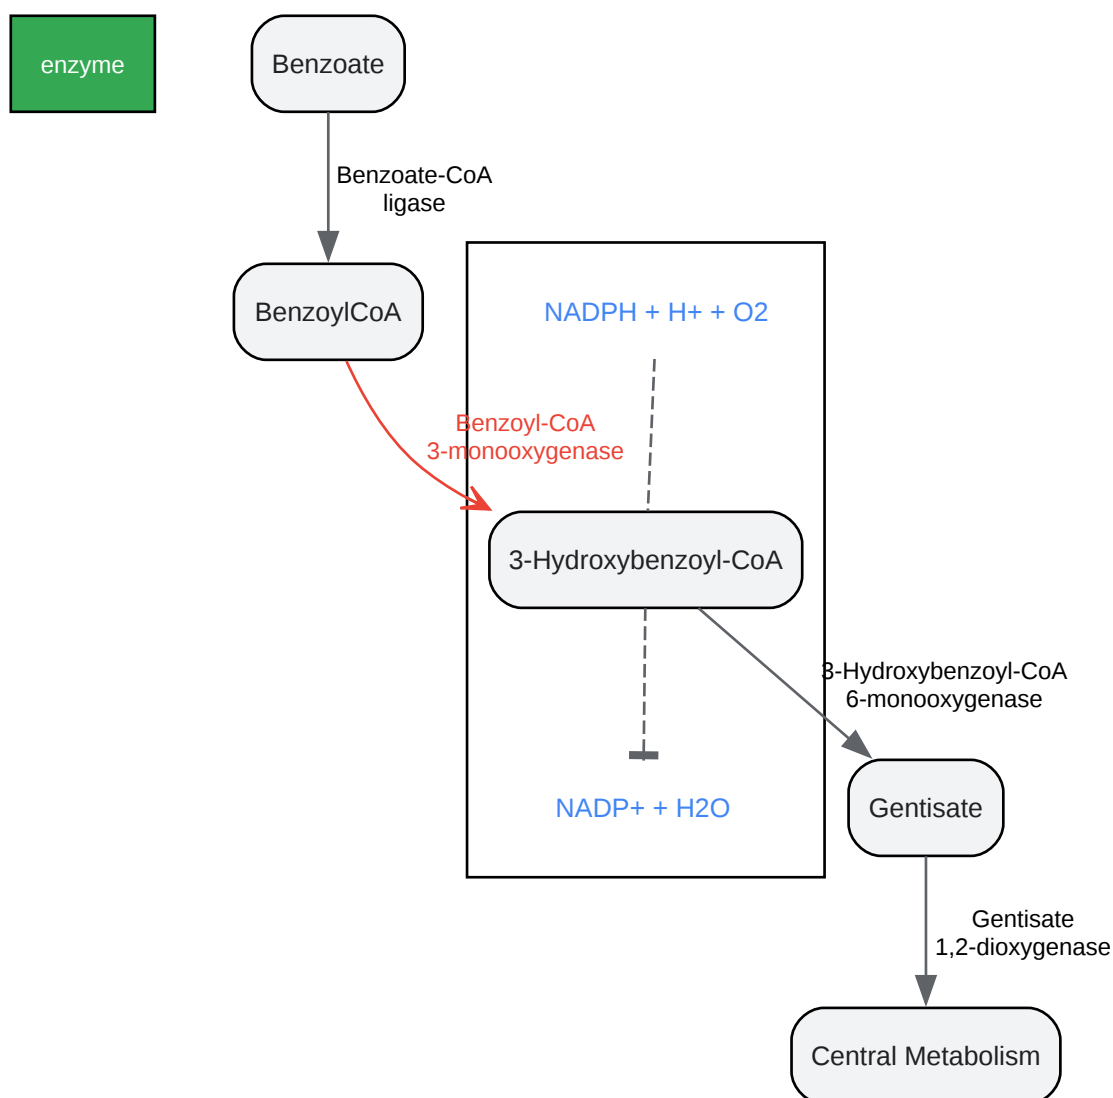 enzyme
Benzoate
Benzoate-CoA
ligase
BenzoylCoA
NADPH + H+ + O2
Benzoyl-CoA
3-monooxygenase
3-Hydroxybenzoyl-CoA
3-Hydroxybenzoyl-CoA
6-monooxygenase
NADP+ + H2O
Gentisate
Gentisate
1,2-dioxygenase
Central Metabolism